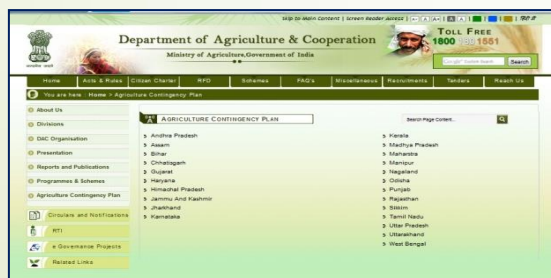 Skip to Main Content | Screen Reader Access | A- A A+ | A A |
Department of Agriculture & Cooperation
Ministry of Agriculture,Government of India
TOLL FREE
1800 180 1551
Search
Home Acts & Rules Citizen Charter RFD Schemes FAQ's Miscellaneous Recruitments Tenders Reach Us
You are here : Home > Agriculture Contingency Plan
About Us
Divisions
DAC Organisation
Presentation
Reports and Publications
Programmes & Schemes
Agriculture Contingency Plan
Circulars and Notifications
RTI
e Governance Projects
Related Links
AGRICULTURE CONTINGENCY PLAN
Search Page Content..
Andhra Pradesh
Assam
Bihar
Chhatisgarh
Gujarat
Haryana
Himachal Pradesh
Jammu And Kashmir
Jharkhand
Karnataka
Kerala
Madhya Pradesh
Maharstra
Manipur
Nagaland
Odisha
Punjab
Rajasthan
Sikkim
Tamil Nadu
Uttar Pradesh
Uttarakhand
West Bengal